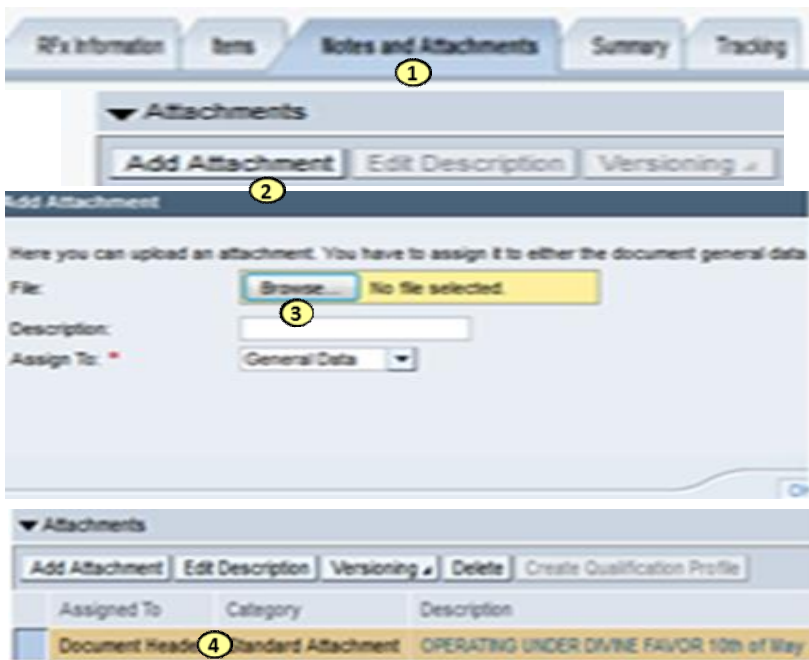 RFx Information Items Notes and Attachments Summary Tracking
1
▼ Attachments
Add Attachment Edit Description Versioning
2
Add Attachment
Here you can upload an attachment. You have to assign it to either the document general data
File: Browse... No file selected.
3
Description:
Assign To: * General Data
▼ Attachments
Add Attachment Edit Description Versioning Delete Create Qualification Profile
Assigned To Category Description
Document Header 4 Standard Attachment OPERATING UNDER DIVINE FAVOR 10th of May